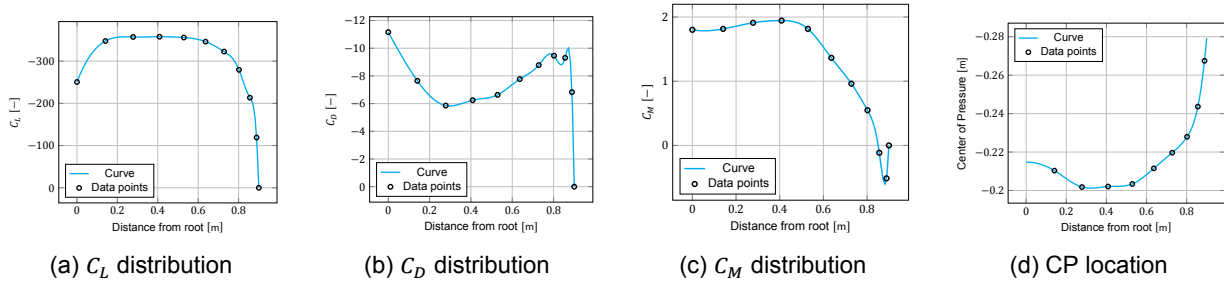 −300
−200
−100
0
C_L [−]
0 0.2 0.4 0.6 0.8
Distance from root [m]
Curve
Data points
(a) C_L distribution
−12
−10
−8
−6
−4
−2
0
C_D [−]
0 0.2 0.4 0.6 0.8
Distance from root [m]
Curve
Data points
(b) C_D distribution
2
1
0
C_M [−]
0 0.2 0.4 0.6 0.8
Distance from root [m]
Curve
Data points
(c) C_M distribution
−0.28
−0.26
−0.24
−0.22
−0.2
Center of Pressure [m]
0 0.2 0.4 0.6 0.8
Distance from root [m]
Curve
Data points
(d) CP location